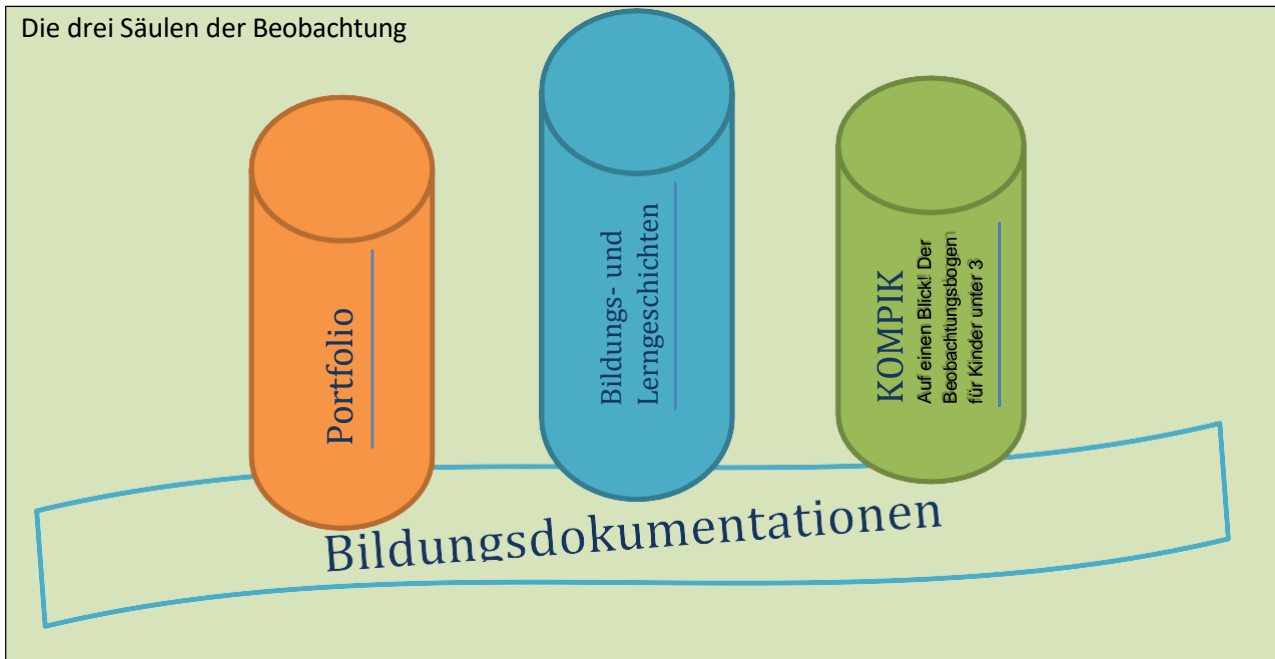 Die drei Säulen der Beobachtung
Portfolio
Bildungs- und
Lerngeschichten
KOMPIK
Auf einen Blick! Der
Beobachtungsbogen
für Kinder unter 3
Bildungsdokumentationen